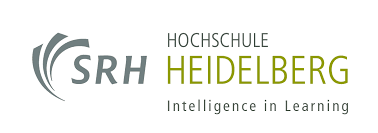 SRH
HOCHSCHULE
HEIDELBERG
Intelligence in Learning